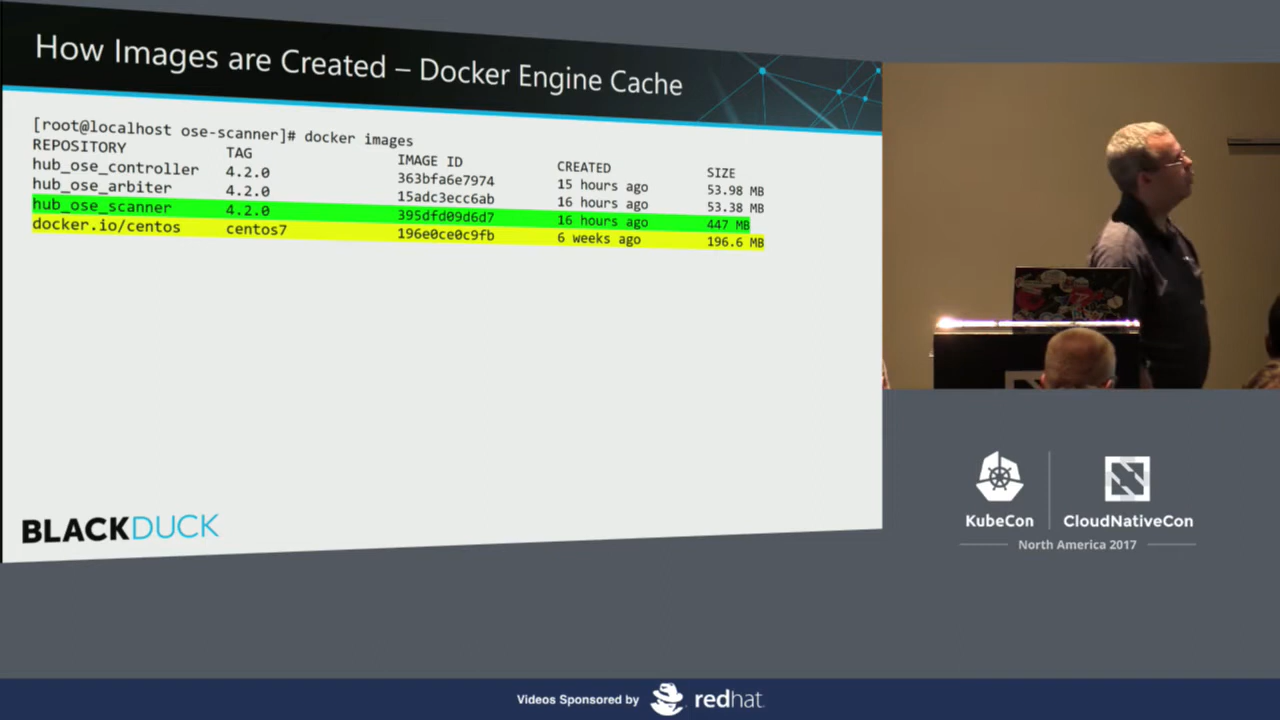 How Images are Created – Docker Engine Cache
[root@localhost ose-scanner]# docker images
REPOSITORY TAG IMAGE ID CREATED SIZE
hub_ose_controller 4.2.0 363bfa6e7974 15 hours ago 53.98 MB
hub_ose_arbiter 4.2.0 15adc3ecc6ab 16 hours ago 53.38 MB
hub_ose_scanner 4.2.0 395dfd09d6d7 16 hours ago 447 MB
docker.io/centos centos7 196e0ce0c9fb 6 weeks ago 196.6 MB
BLACKDUCK
KubeCon
CloudNativeCon
North America 2017
Videos Sponsored by redhat.